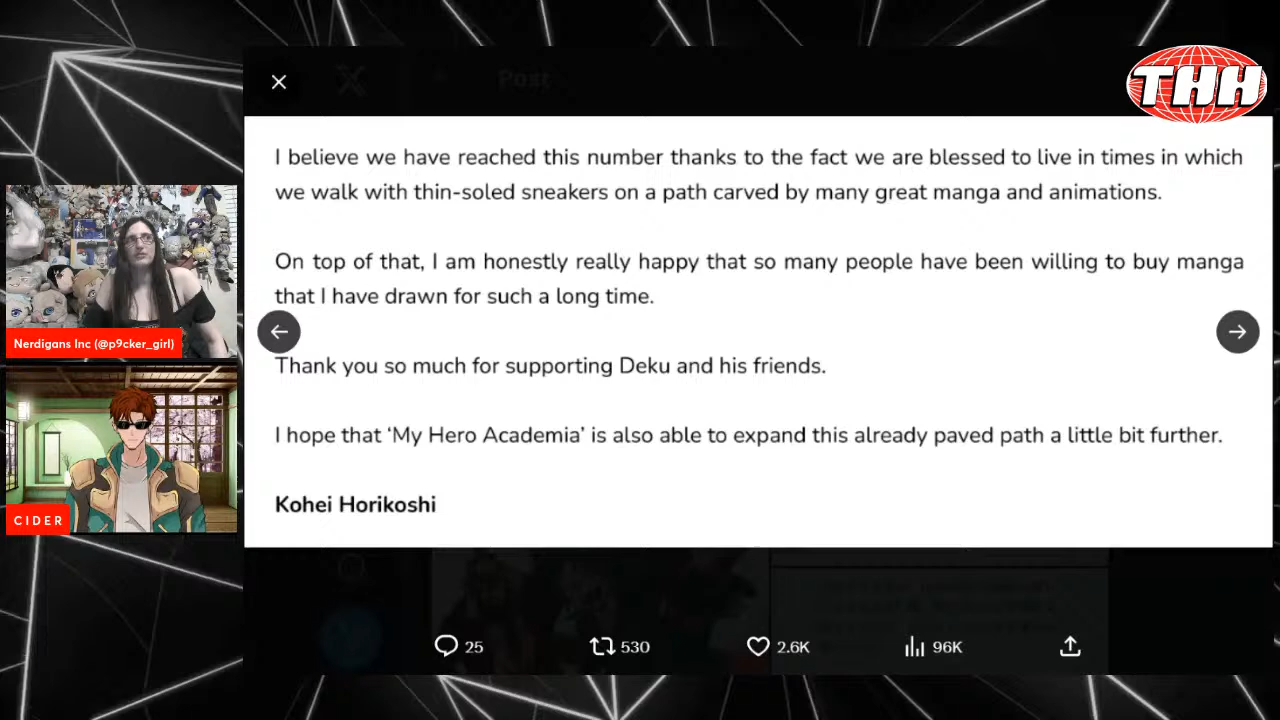 Post
THH
I believe we have reached this number thanks to the fact we are blessed to live in times in which
we walk with thin-soled sneakers on a path carved by many great manga and animations.
On top of that, I am honestly really happy that so many people have been willing to buy manga
that I have drawn for such a long time.
Thank you so much for supporting Deku and his friends.
I hope that ‘My Hero Academia’ is also able to expand this already paved path a little bit further.
Kohei Horikoshi
Nerdigans Inc (@p9cker_girl)
CIDER
25
530
2.6K
96K